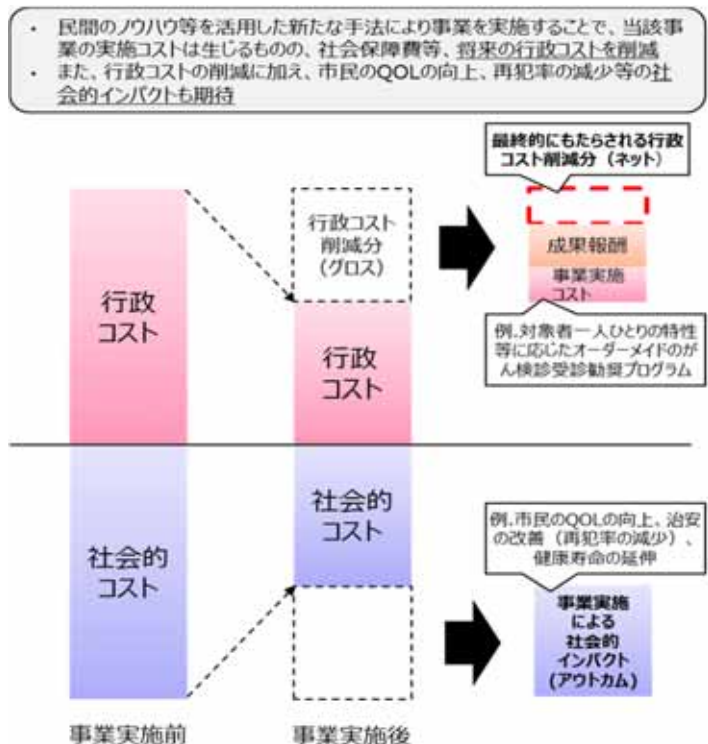 ・ 民間のノウハウ等を活用した新たな手法により事業を実施することで、当該事
業の実施コストは生じるものの、社会保障費等、将来の行政コストを削減
・ また、行政コストの削減に加え、市民のQOLの向上、再犯率の減少等の社
会的インパクトも期待
最終的にもたらされる行政
コスト削減分（ネット）
行政コスト
削減分
(グロス)
成果報酬
事業実施
コスト
行政
コスト
行政
コスト
例.対象者一人ひとりの特性
等に応じたオーダーメイドのが
ん検診受診勧奨プログラム
社会的
コスト
社会的
コスト
例.市民のQOLの向上、治安
の改善（再犯率の減少）、
健康寿命の延伸
事業実施
による
社会的
インパクト
(アウトカム)
事業実施前
事業実施後